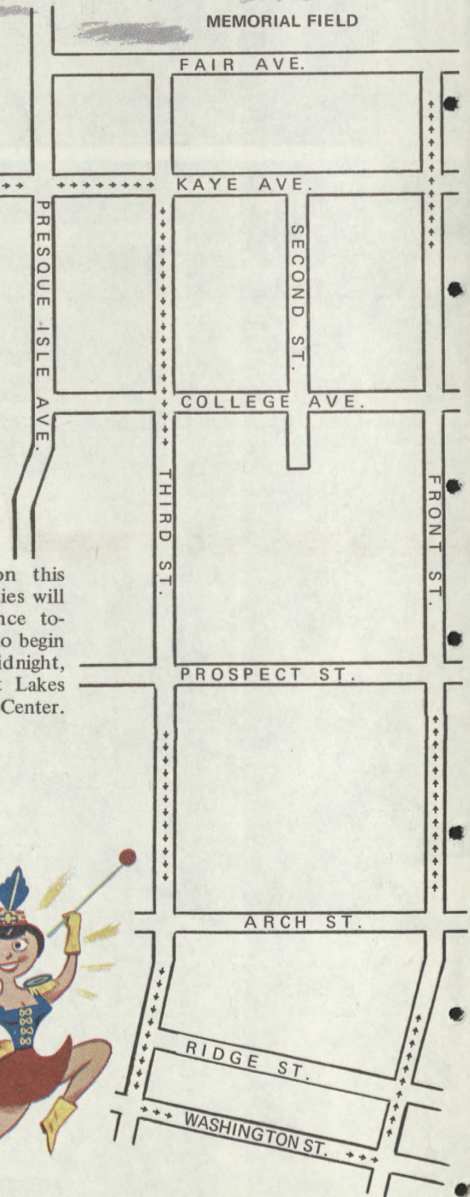 MEMORIAL FIELD
FAIR AVE.
KAYE AVE.
PRESQUE ISLE AVE.
SECOND ST.
COLLEGE AVE.
THIRD ST.
FRONT ST.
on this
ies will
nce to-
o begin
idnight,
t Lakes
Center.
PROSPECT ST.
ARCH ST.
RIDGE ST.
WASHINGTON ST.